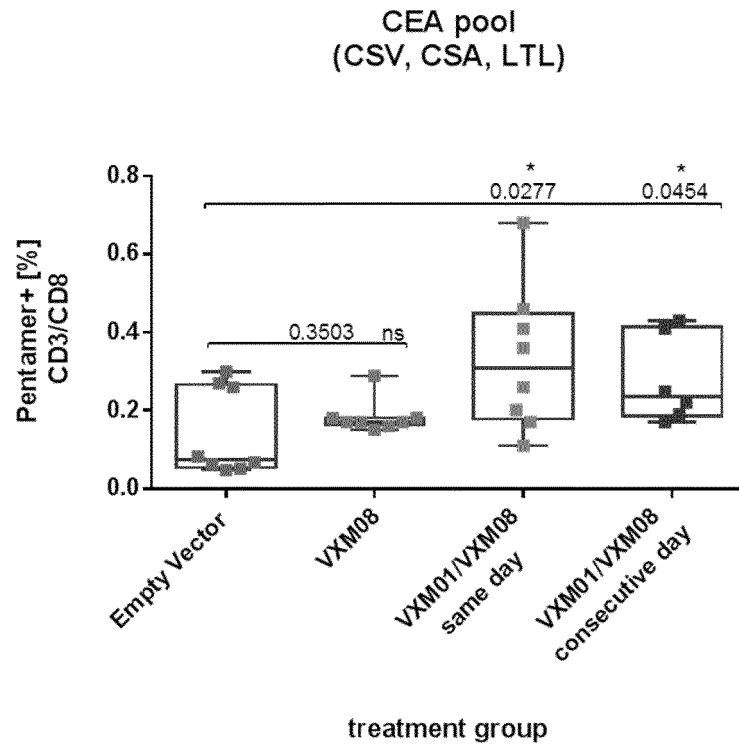 CEA pool
(CSV, CSA, LTL)
* *
0.0277 0.0454
0.3503 ns
0.8
0.6
0.4
0.2
0.0
Pentamer+ [%]
CD3/CD8
Empty Vector
VXM08
VXM01/VXM08
same day
VXM01/VXM08
consecutive day
treatment group